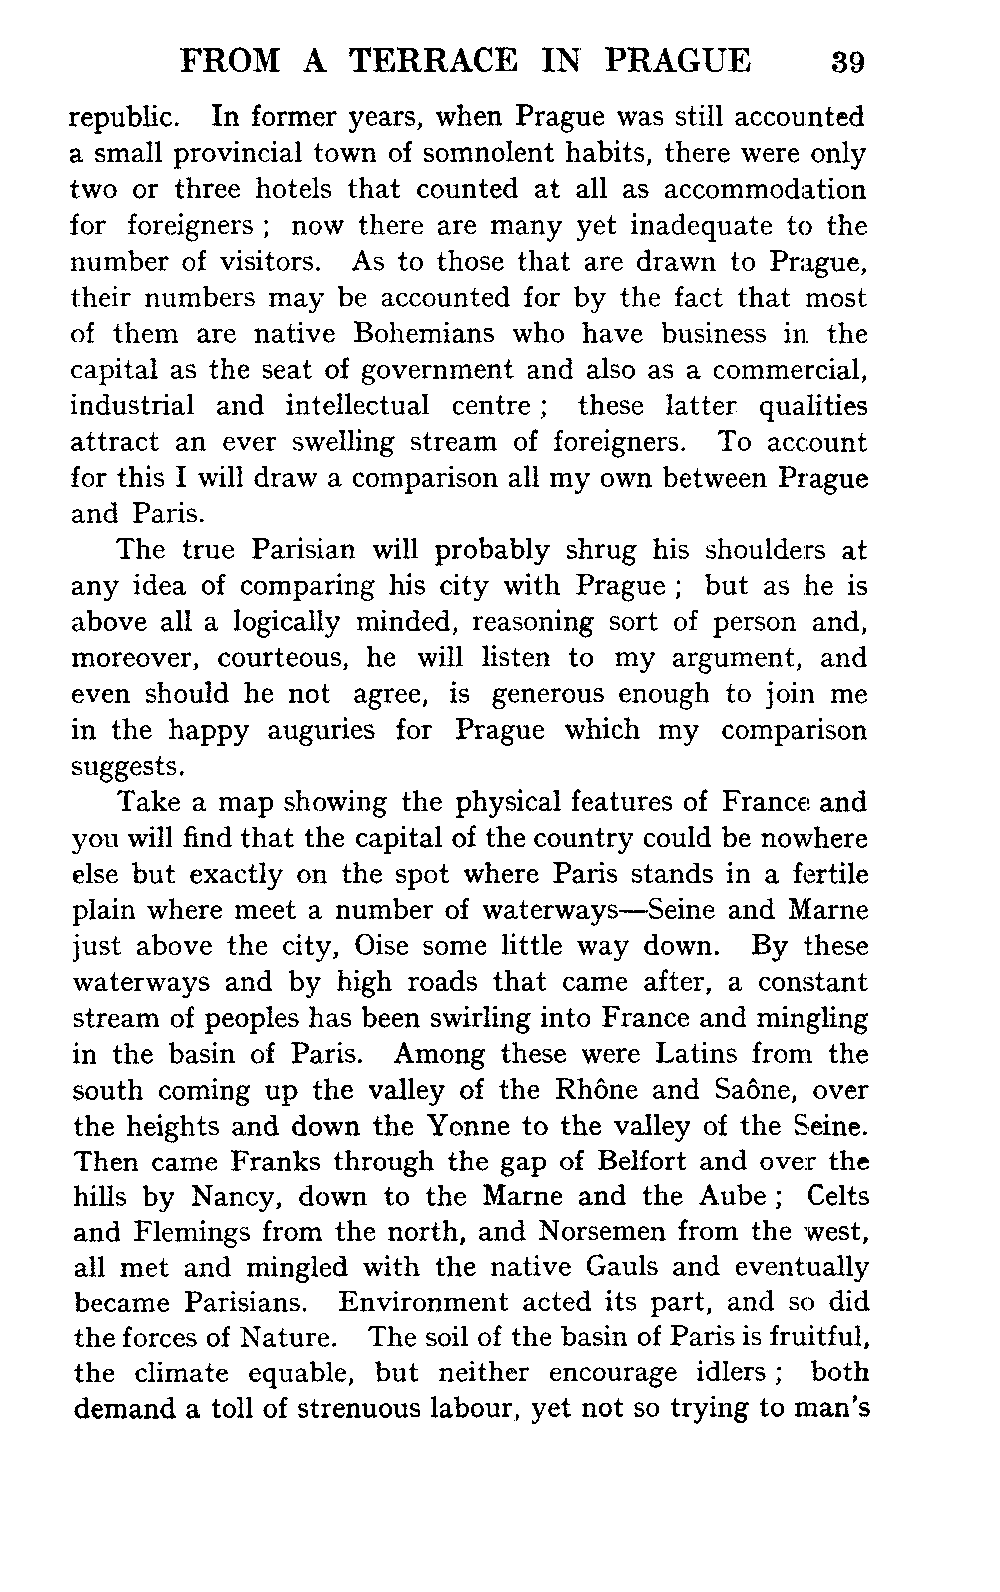 FROM A TERRACE IN PRAGUE 39
republic. In former years, when Prague was still accounted
a small provincial town of somnolent habits, there were only
two or three hotels that counted at all as accommodation
for foreigners ; now there are many yet inadequate to the
number of visitors. As to those that are drawn to Prague,
their numbers may be accounted for by the fact that most
of them are native Bohemians who have business in the
capital as the seat of government and also as a commercial,
industrial and intellectual centre ; these latter qualities
attract an ever swelling stream of foreigners. To account
for this I will draw a comparison all my own between Prague
and Paris.
The true Parisian will probably shrug his shoulders at
any idea of comparing his city with Prague ; but as he is
above all a logically minded, reasoning sort of person and,
moreover, courteous, he will listen to my argument, and
even should he not agree, is generous enough to join me
in the happy auguries for Prague which my comparison
suggests.
Take a map showing the physical features of France and
you will find that the capital of the country could be nowhere
else but exactly on the spot where Paris stands in a fertile
plain where meet a number of waterways—Seine and Marne
just above the city, Oise some little way down. By these
waterways and by high roads that came after, a constant
stream of peoples has been swirling into France and mingling
in the basin of Paris. Among these were Latins from the
south coming up the valley of the Rhône and Saône, over
the heights and down the Yonne to the valley of the Seine.
Then came Franks through the gap of Belfort and over the
hills by Nancy, down to the Marne and the Aube ; Celts
and Flemings from the north, and Norsemen from the west,
all met and mingled with the native Gauls and eventually
became Parisians. Environment acted its part, and so did
the forces of Nature. The soil of the basin of Paris is fruitful,
the climate equable, but neither encourage idlers ; both
demand a toll of strenuous labour, yet not so trying to man's